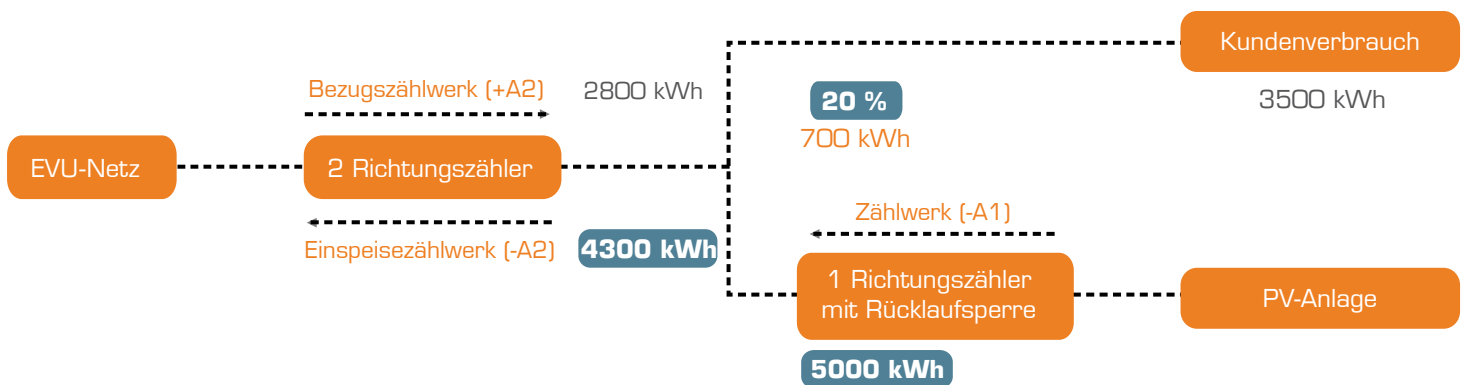 Kundenverbrauch
3500 kWh
Bezugszählwerk (+A2)
2800 kWh
20 %
700 kWh
EVU-Netz
2 Richtungszähler
Zählwerk (-A1)
Einspeisezählwerk (-A2)
4300 kWh
1 Richtungszähler
mit Rücklaufsperre
PV-Anlage
5000 kWh